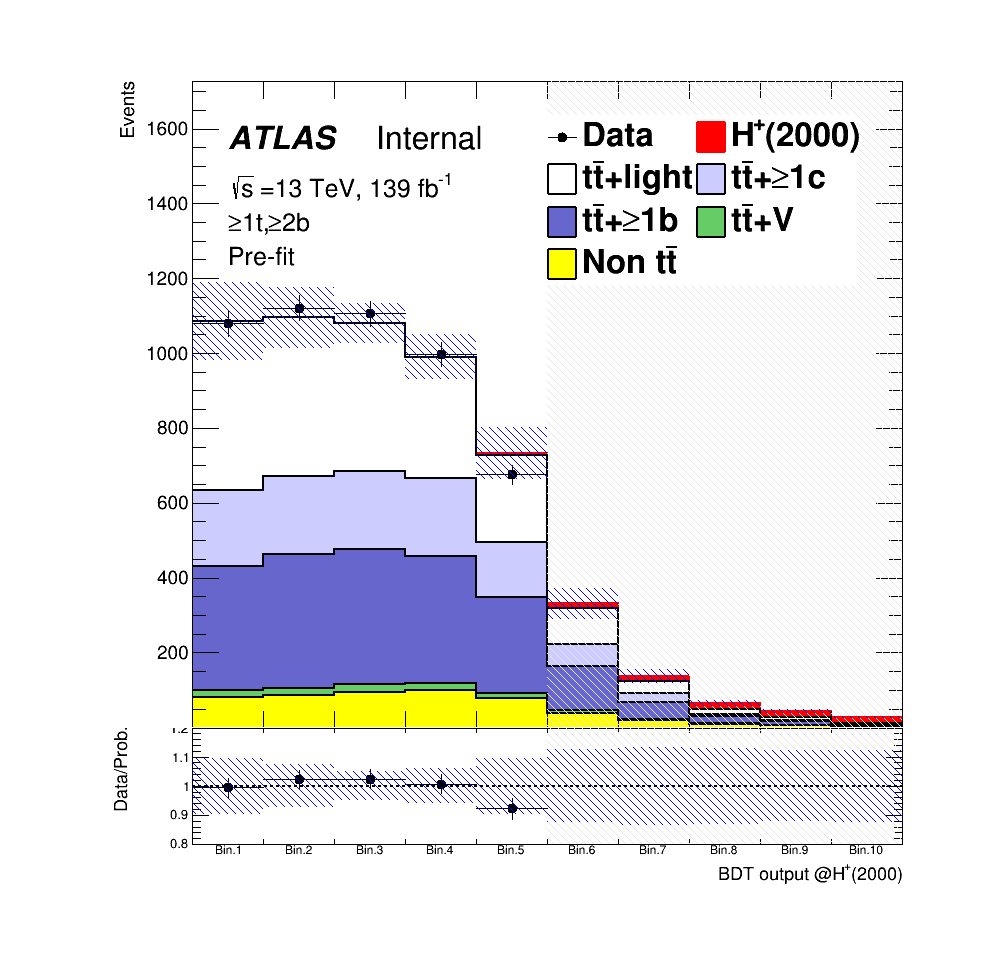 Events
1600
1400
1200
1000
800
600
400
200
ATLAS Internal
√s =13 TeV, 139 fb⁻¹
≥1t,≥2b
Pre-fit
Data H⁺(2000)
tt̄+light tt̄+≥1c
tt̄+≥1b tt̄+V
Non tt̄
Data/Prob.
1.2
1.1
1
0.9
0.8
Bin.1 Bin.2 Bin.3 Bin.4 Bin.5 Bin.6 Bin.7 Bin.8 Bin.9 Bin.10
BDT output @H⁺(2000)